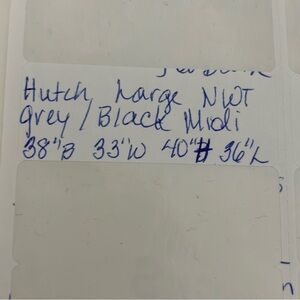 Hutch, Large NWT
grey/Black Midi
38"B 33"W 40"H 36"L